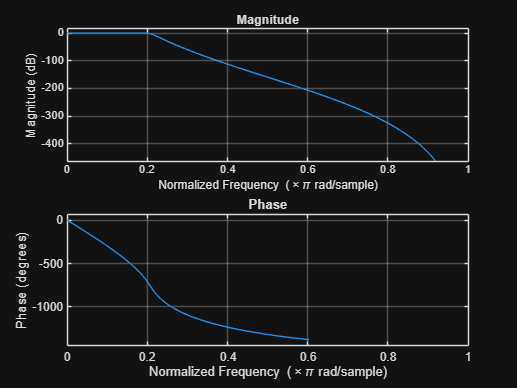 Magnitude
0
-100
-200
-300
-400
Magnitude (dB)
0 0.2 0.4 0.6 0.8 1
Normalized Frequency (×π rad/sample)
Phase
0
-500
-1000
Phase (degrees)
0 0.2 0.4 0.6 0.8 1
Normalized Frequency (×π rad/sample)